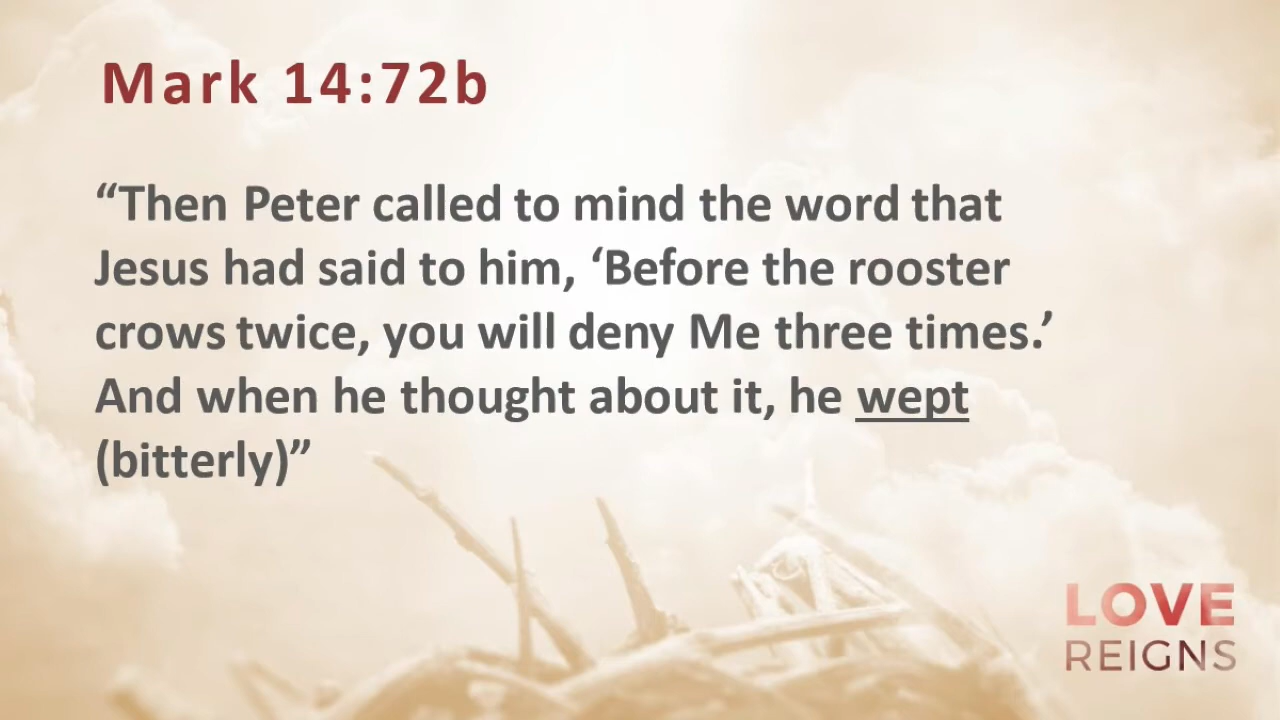 Mark 14:72b
“Then Peter called to mind the word that
Jesus had said to him, ‘Before the rooster
crows twice, you will deny Me three times.’
And when he thought about it, he wept
(bitterly)”
LOVE
REIGNS